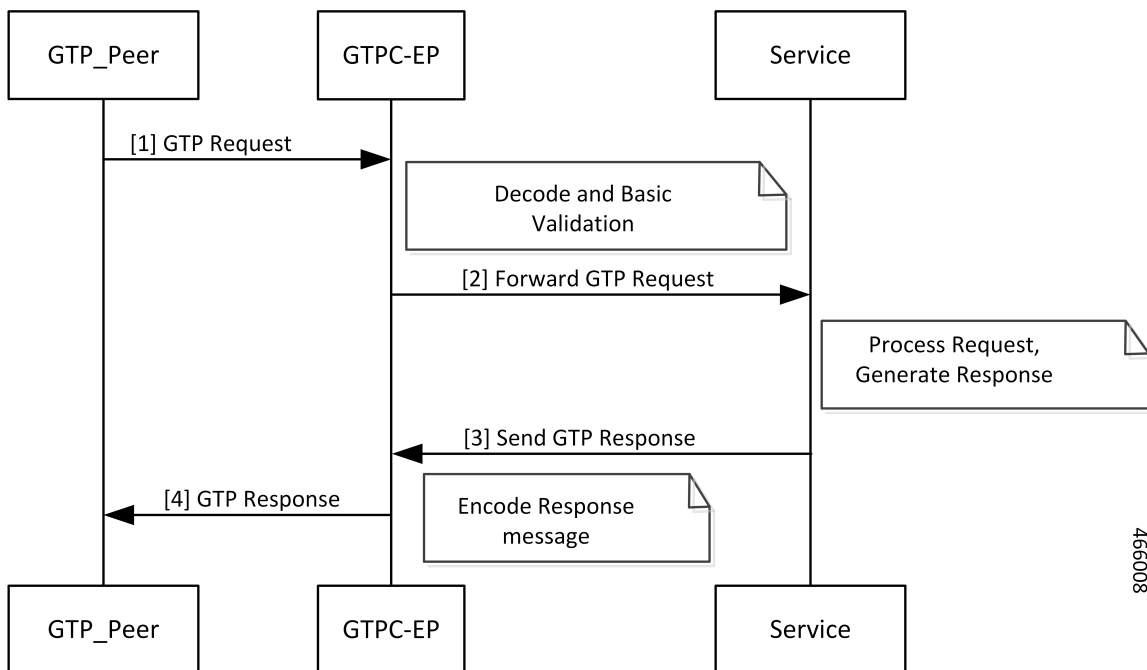 GTP_Peer
GTPC-EP
Service
[1] GTP Request
Decode and Basic
Validation
[2] Forward GTP Request
Process Request,
Generate Response
[3] Send GTP Response
[4] GTP Response
Encode Response
message
466008
GTP_Peer
GTPC-EP
Service